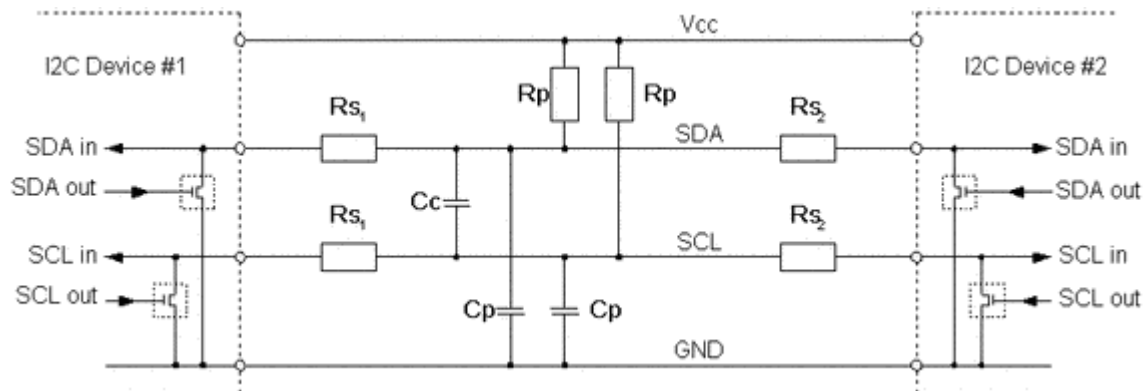 Vcc
I2C Device #1
I2C Device #2
Rp
Rp
Rs1
SDA
Rs2
SDA in
SDA in
SDA out
SDA out
Cc
Rs1
SCL
Rs2
SCL in
SCL in
SCL out
SCL out
Cp
Cp
GND